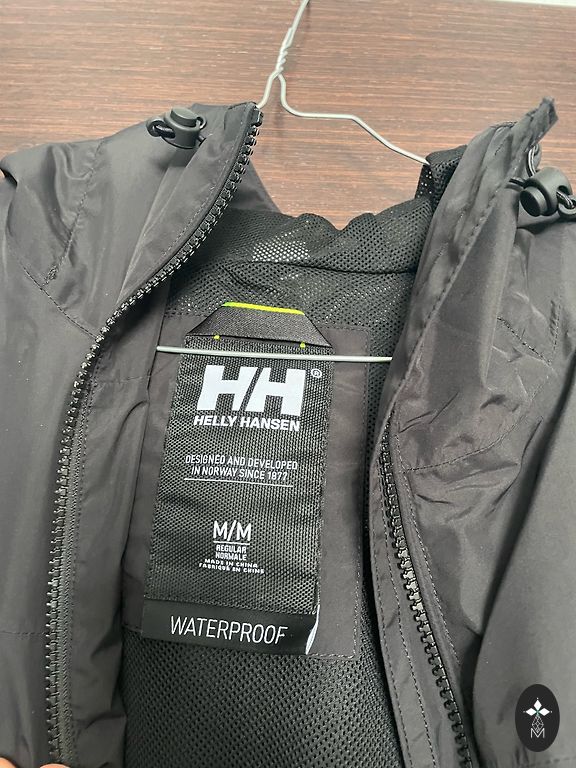 HH®
HELLY HANSEN
DESIGNED AND DEVELOPED
IN NORWAY SINCE 1877
M/M
REGULAR
NORMALE
MADE IN CHINA
FABRIQUÉ EN CHINE
WATERPROOF
M